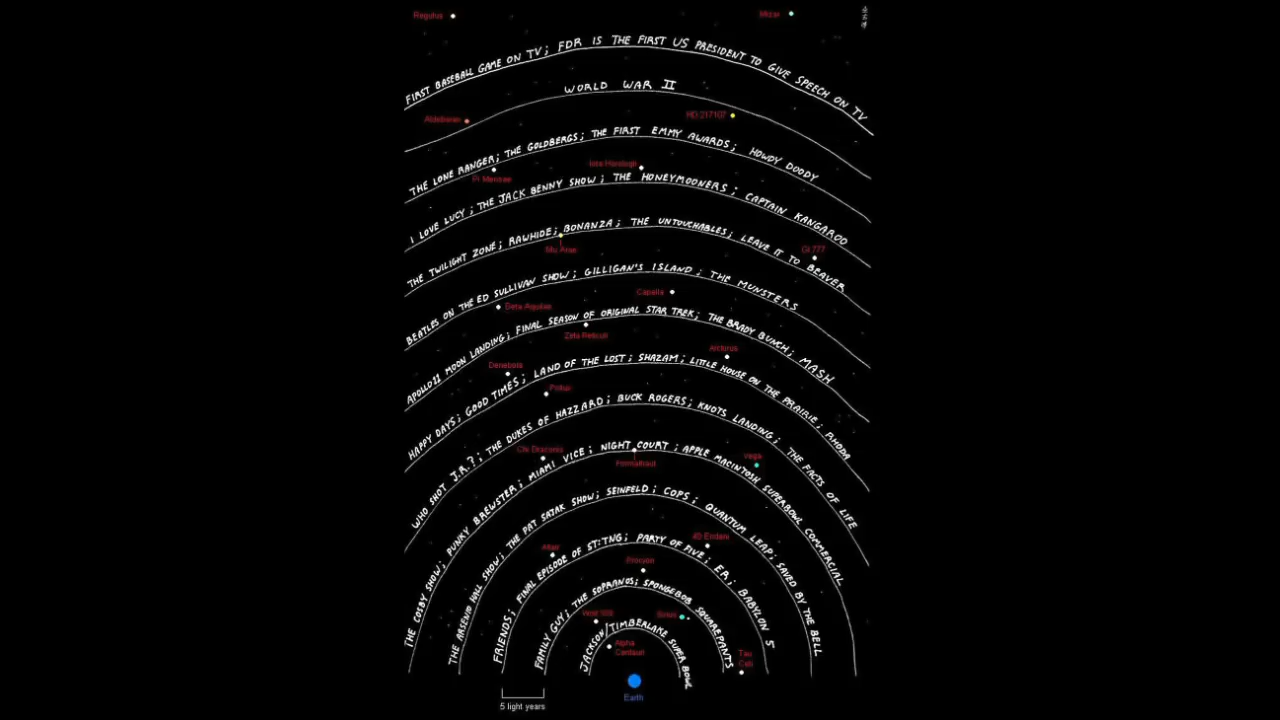 Regulus
Mizar
FIRST BASEBALL GAME ON TV; FDR IS THE FIRST US PRESIDENT TO GIVE SPEECH ON TV
WORLD WAR II
Aldebaran
HD 217107
THE LONE RANGER; THE GOLDBERGS; THE FIRST EMMY AWARDS; HOWDY DOODY
Iota Horologii
Pi Mensae
I LOVE LUCY; THE JACK BENNY SHOW; THE HONEYMOONERS; CAPTAIN KANGAROO
THE TWILIGHT ZONE; RAWHIDE; BONANZA; THE UNTOUCHABLES; LEAVE IT TO BEAVER
Mu Arae
Gl 777
BEATLES ON THE ED SULLIVAN SHOW; GILLIGAN'S ISLAND; THE MUNSTERS
Capella
Beta Aquilae
APOLLO 11 MOON LANDING; FINAL SEASON OF ORIGINAL STAR TREK; THE BRADY BUNCH; MASH
Zeta Reticuli
Arcturus
HAPPY DAYS; GOOD TIMES; LAND OF THE LOST; SHAZAM; LITTLE HOUSE ON THE PRAIRIE; RHODA
Denebola
Pollux
WHO SHOT J.R.?; THE DUKES OF HAZZARD; BUCK ROGERS; KNOTS LANDING; THE FACTS OF LIFE
THE COSBY SHOW; PUNKY BREWSTER; MIAMI VICE; NIGHT COURT; APPLE MACINTOSH SUPERBOWL COMMERCIAL
Chi Draconis
Vega
Fomalhaut
THE ARSENIO HALL SHOW; THE PAT SAJAK SHOW; SEINFELD; COPS; QUANTUM LEAP; SAVED BY THE BELL
40 Eridani
Altair
FRIENDS; FINAL EPISODE OF ST:TNG; PARTY OF FIVE; ER; BABYLON 5
Procyon
FAMILY GUY; THE SOPRANOS; SPONGEBOB SQUAREPANTS
Sirius
JACKSON/TIMBERLAKE SUPER BOWL
Alpha
Centauri
Tau
Ceti
Earth
5 light years